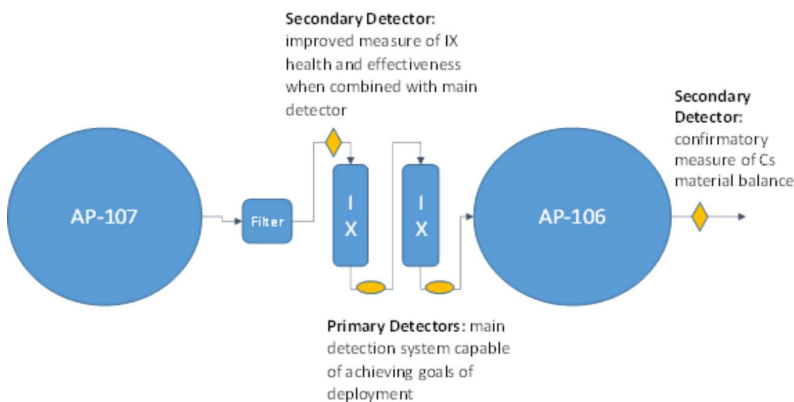 Secondary Detector:
improved measure of IX
health and effectiveness
when combined with main
detector
Secondary
Detector:
confirmatory
measure of Cs
material balance
AP-107
Filter
I
X
I
X
AP-106
Primary Detectors: main
detection system capable
of achieving goals of
deployment